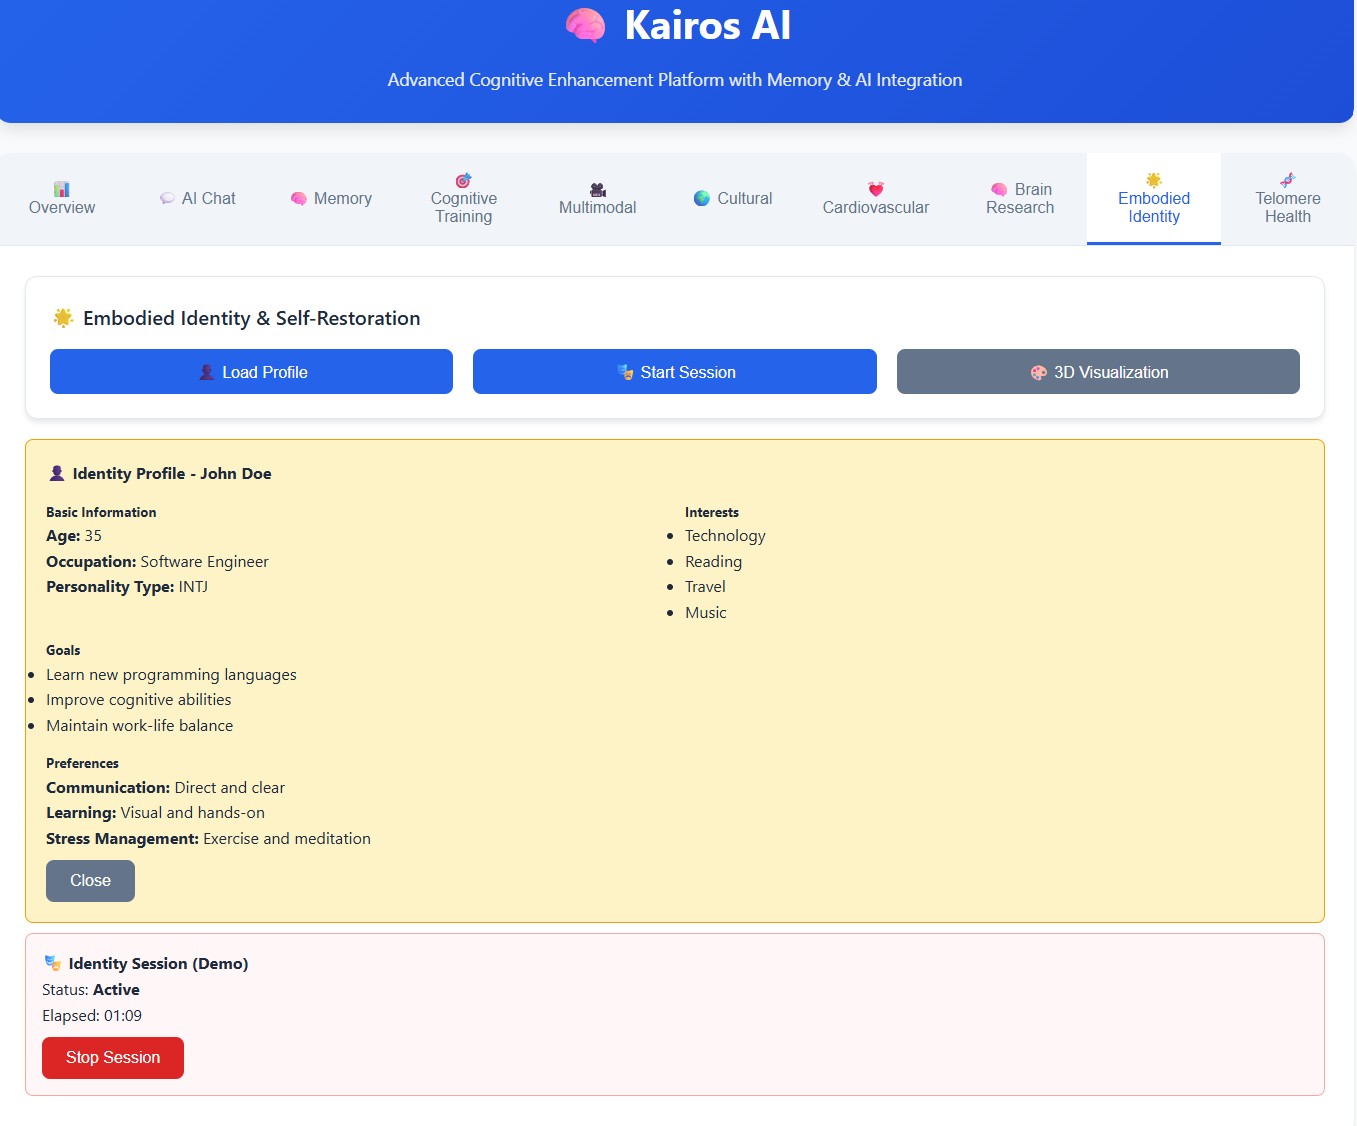 Kairos AI
Advanced Cognitive Enhancement Platform with Memory & AI Integration
Overview
AI Chat
Memory
Cognitive
Training
Multimodal
Cultural
Cardiovascular
Brain
Research
Embodied
Identity
Telomere
Health
Embodied Identity & Self-Restoration
Load Profile
Start Session
3D Visualization
Identity Profile - John Doe
Basic Information
Age: 35
Occupation: Software Engineer
Personality Type: INTJ
Interests
Technology
Reading
Travel
Music
Goals
Learn new programming languages
Improve cognitive abilities
Maintain work-life balance
Preferences
Communication: Direct and clear
Learning: Visual and hands-on
Stress Management: Exercise and meditation
Close
Identity Session (Demo)
Status: Active
Elapsed: 01:09
Stop Session